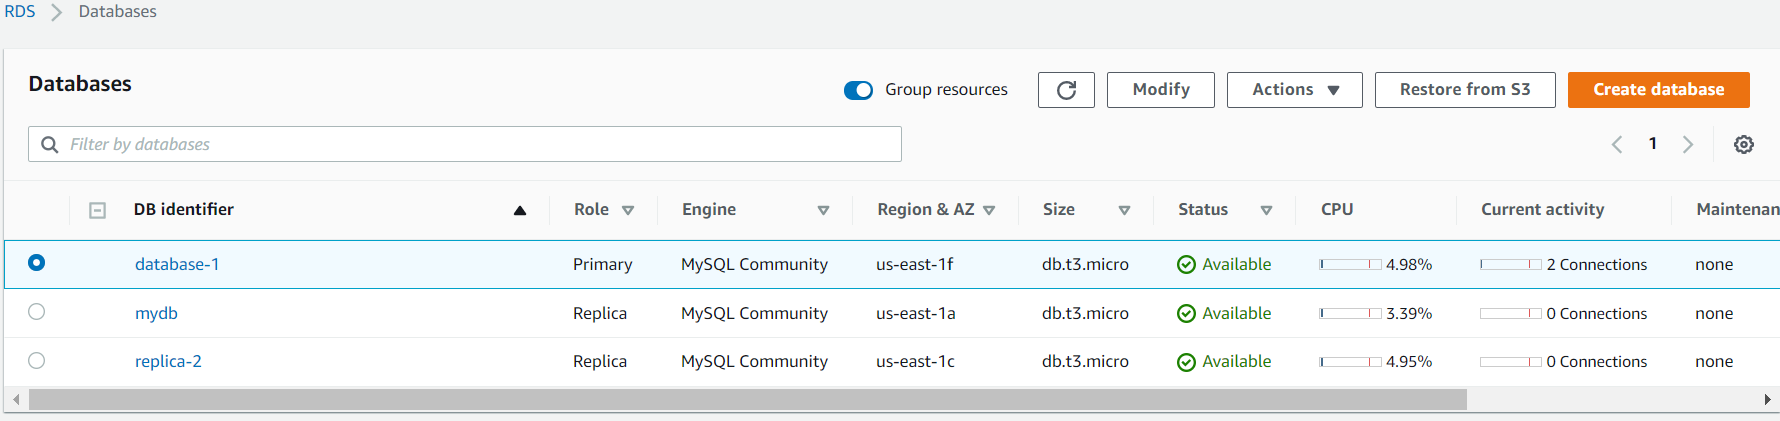 RDS > Databases
Databases
Group resources Modify Actions Restore from S3 Create database
Filter by databases 1
DB identifier Role Engine Region & AZ Size Status CPU Current activity Maintenan
database-1 Primary MySQL Community us-east-1f db.t3.micro Available 4.98% 2 Connections none
mydb Replica MySQL Community us-east-1a db.t3.micro Available 3.39% 0 Connections none
replica-2 Replica MySQL Community us-east-1c db.t3.micro Available 4.95% 0 Connections none